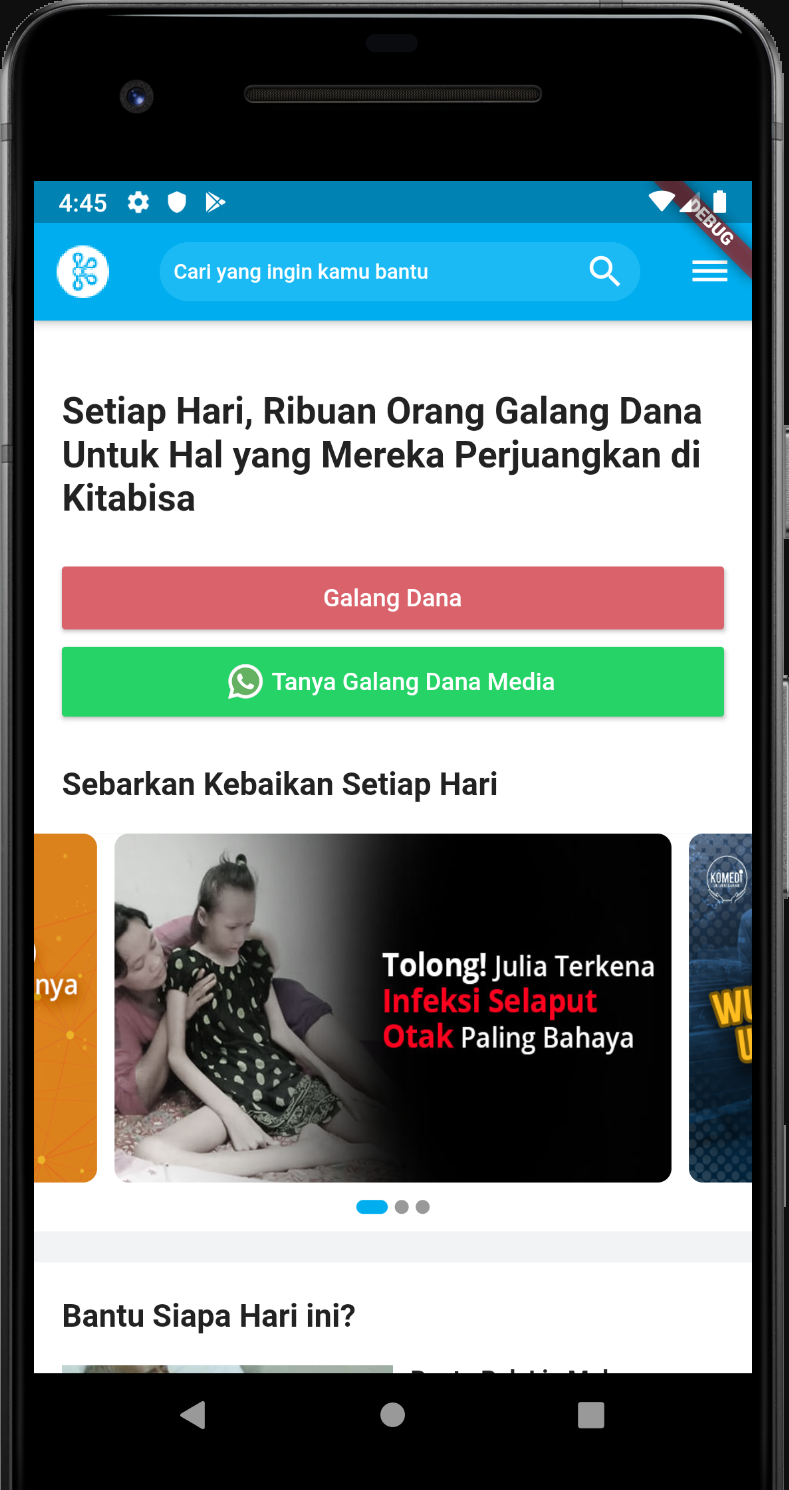 4:45
DEBUG
Cari yang ingin kamu bantu
Setiap Hari, Ribuan Orang Galang Dana
Untuk Hal yang Mereka Perjuangkan di
Kitabisa
Galang Dana
Tanya Galang Dana Media
Sebarkan Kebaikan Setiap Hari
nya
Tolong! Julia Terkena
Infeksi Selaput
Otak Paling Bahaya
KOMEDI
WU
U
Bantu Siapa Hari ini?